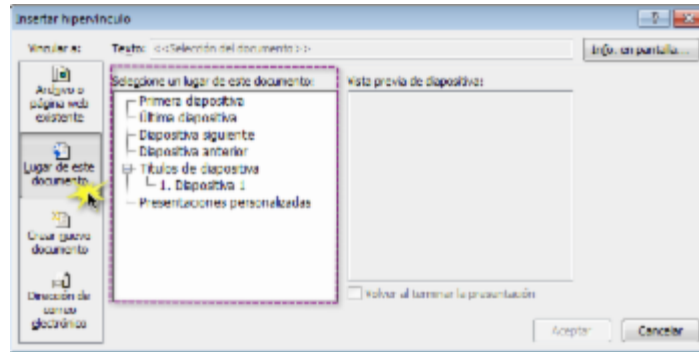 Insertar hipervínculo
Vincular a:
Texto: <<Selección del documento>>
Info. en pantalla...
Archivo o
página web
existente
Lugar de este
documento
Crear nuevo
documento
Dirección de
correo
electrónico
Seleccione un lugar de este documento:
Primera diapositiva
Última diapositiva
Diapositiva siguiente
Diapositiva anterior
Títulos de diapositiva
1. Diapositiva 1
Presentaciones personalizadas
Vista previa de diapositiva:
Volver al terminar la presentación
Aceptar
Cancelar